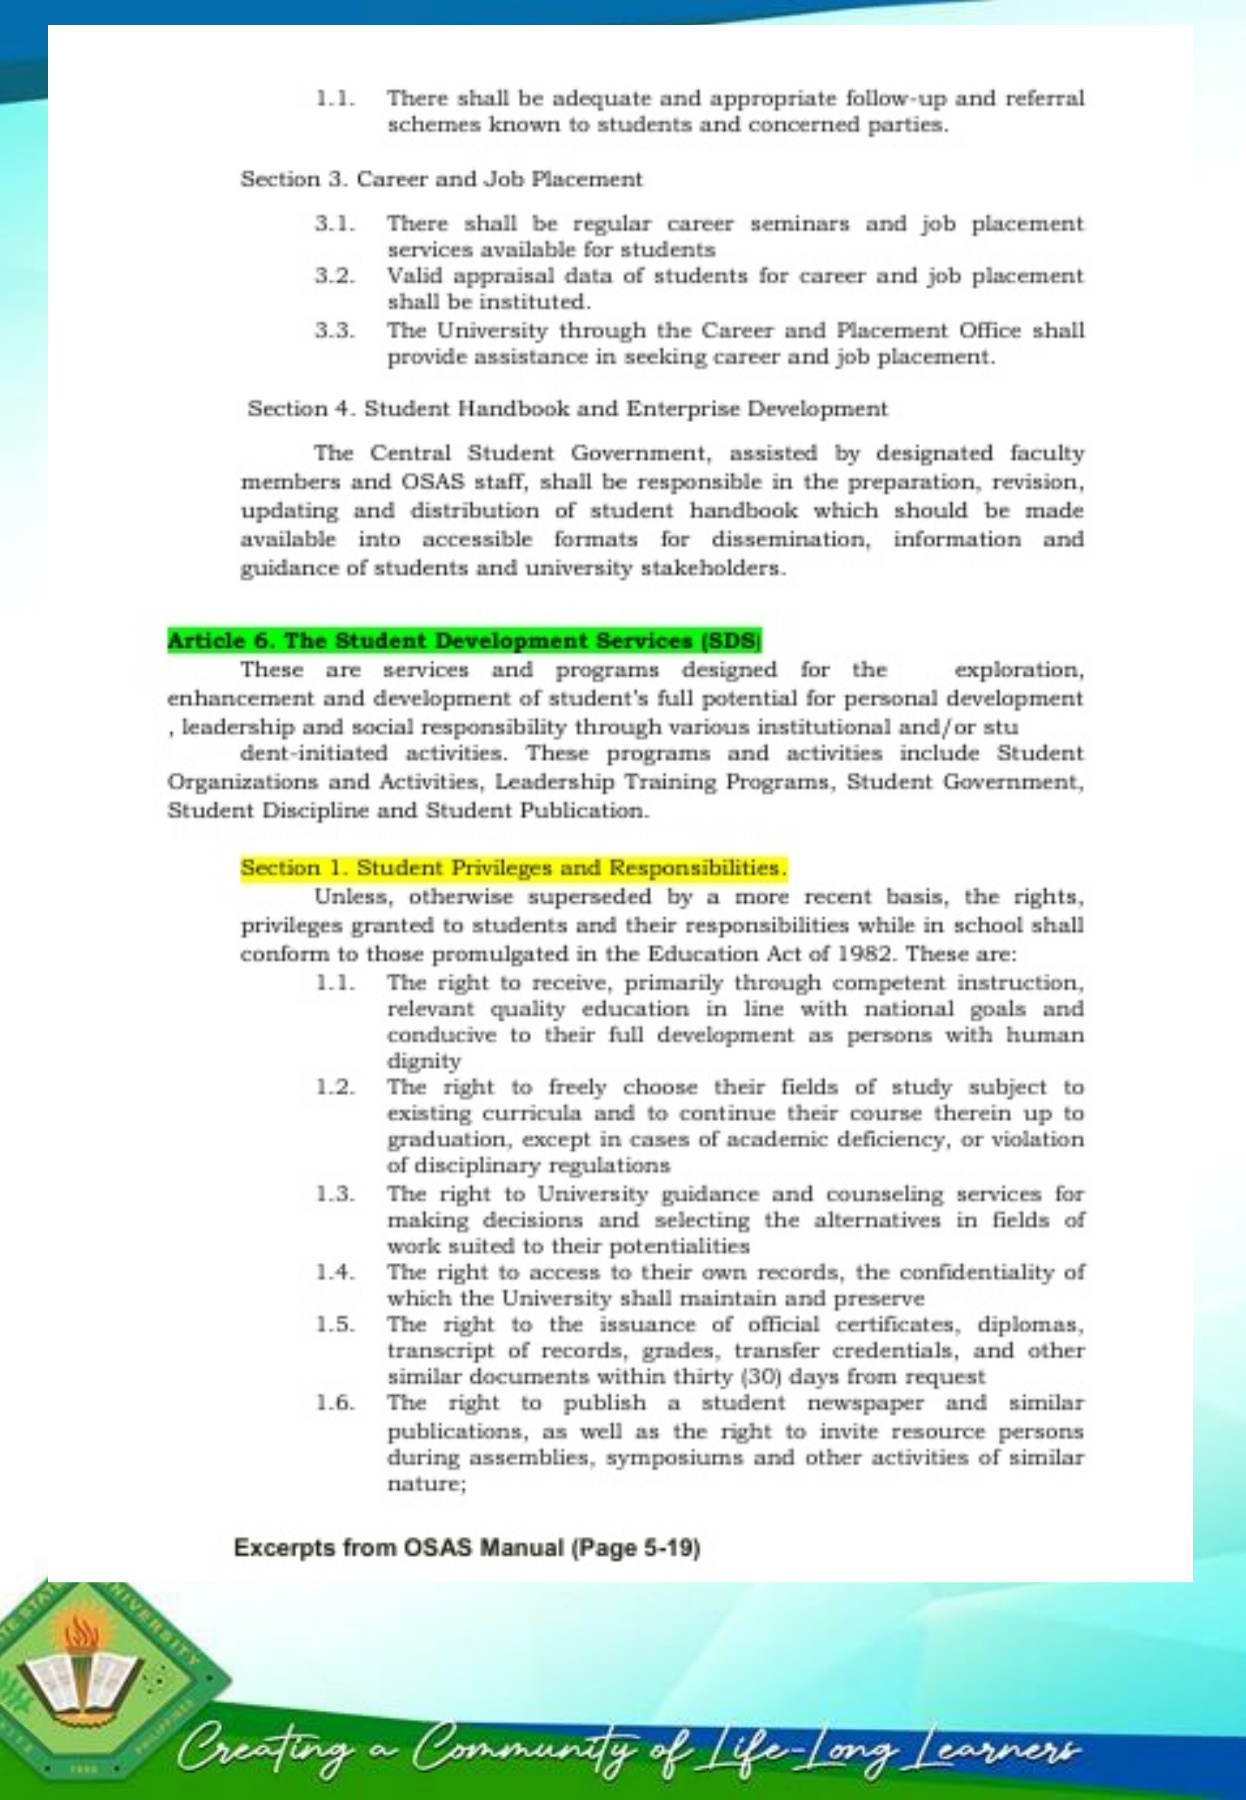 1.1. There shall be adequate and appropriate follow-up and referral
schemes known to students and concerned parties.
Section 3. Career and Job Placement
3.1. There shall be regular career seminars and job placement
services available for students
3.2. Valid appraisal data of students for career and job placement
shall be instituted.
3.3. The University through the Career and Placement Office shall
provide assistance in seeking career and job placement.
Section 4. Student Handbook and Enterprise Development
The Central Student Government, assisted by designated faculty
members and OSAS staff, shall be responsible in the preparation, revision,
updating and distribution of student handbook which should be made
available into accessible formats for dissemination, information and
guidance of students and university stakeholders.
Article 6. The Student Development Services (SDS)
These are services and programs designed for the exploration,
enhancement and development of student's full potential for personal development
, leadership and social responsibility through various institutional and/or stu
dent-initiated activities. These programs and activities include Student
Organizations and Activities, Leadership Training Programs, Student Government,
Student Discipline and Student Publication.
Section 1. Student Privileges and Responsibilities.
Unless, otherwise superseded by a more recent basis, the rights,
privileges granted to students and their responsibilities while in school shall
conform to those promulgated in the Education Act of 1982. These are:
1.1. The right to receive, primarily through competent instruction,
relevant quality education in line with national goals and
conducive to their full development as persons with human
dignity
1.2. The right to freely choose their fields of study subject to
existing curricula and to continue their course therein up to
graduation, except in cases of academic deficiency, or violation
of disciplinary regulations
1.3. The right to University guidance and counseling services for
making decisions and selecting the alternatives in fields of
work suited to their potentialities
1.4. The right to access to their own records, the confidentiality of
which the University shall maintain and preserve
1.5. The right to the issuance of official certificates, diplomas,
transcript of records, grades, transfer credentials, and other
similar documents within thirty (30) days from request
1.6. The right to publish a student newspaper and similar
publications, as well as the right to invite resource persons
during assemblies, symposiums and other activities of similar
nature;
Excerpts from OSAS Manual (Page 5-19)
UNIVERSITY
PHILIPPINES
Creating a Community of Life-Long Learners